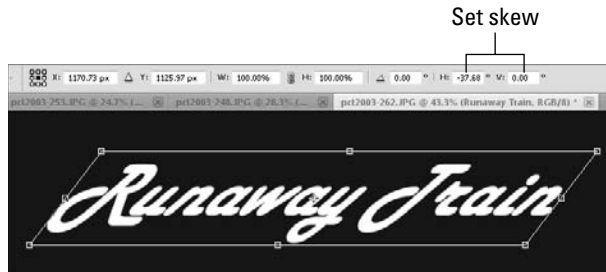 Set skew
X: 1170.73 px Y: 1125.97 px W: 100.00% H: 100.00% 0.00 ° H: -37.68 ° V: 0.00 °
pct2003-253.JPG @ 24.7% (... pct2003-248.JPG @ 28.3% (... pct2003-262.JPG @ 43.3% (Runaway Train, RGB/8) *
Runaway Train